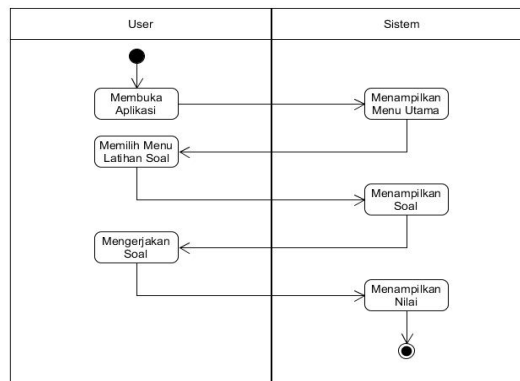 User
Sistem
Membuka
Aplikasi
Menampilkan
Menu Utama
Memilih Menu
Latihan Soal
Menampilkan
Soal
Mengerjakan
Soal
Menampilkan
Nilai